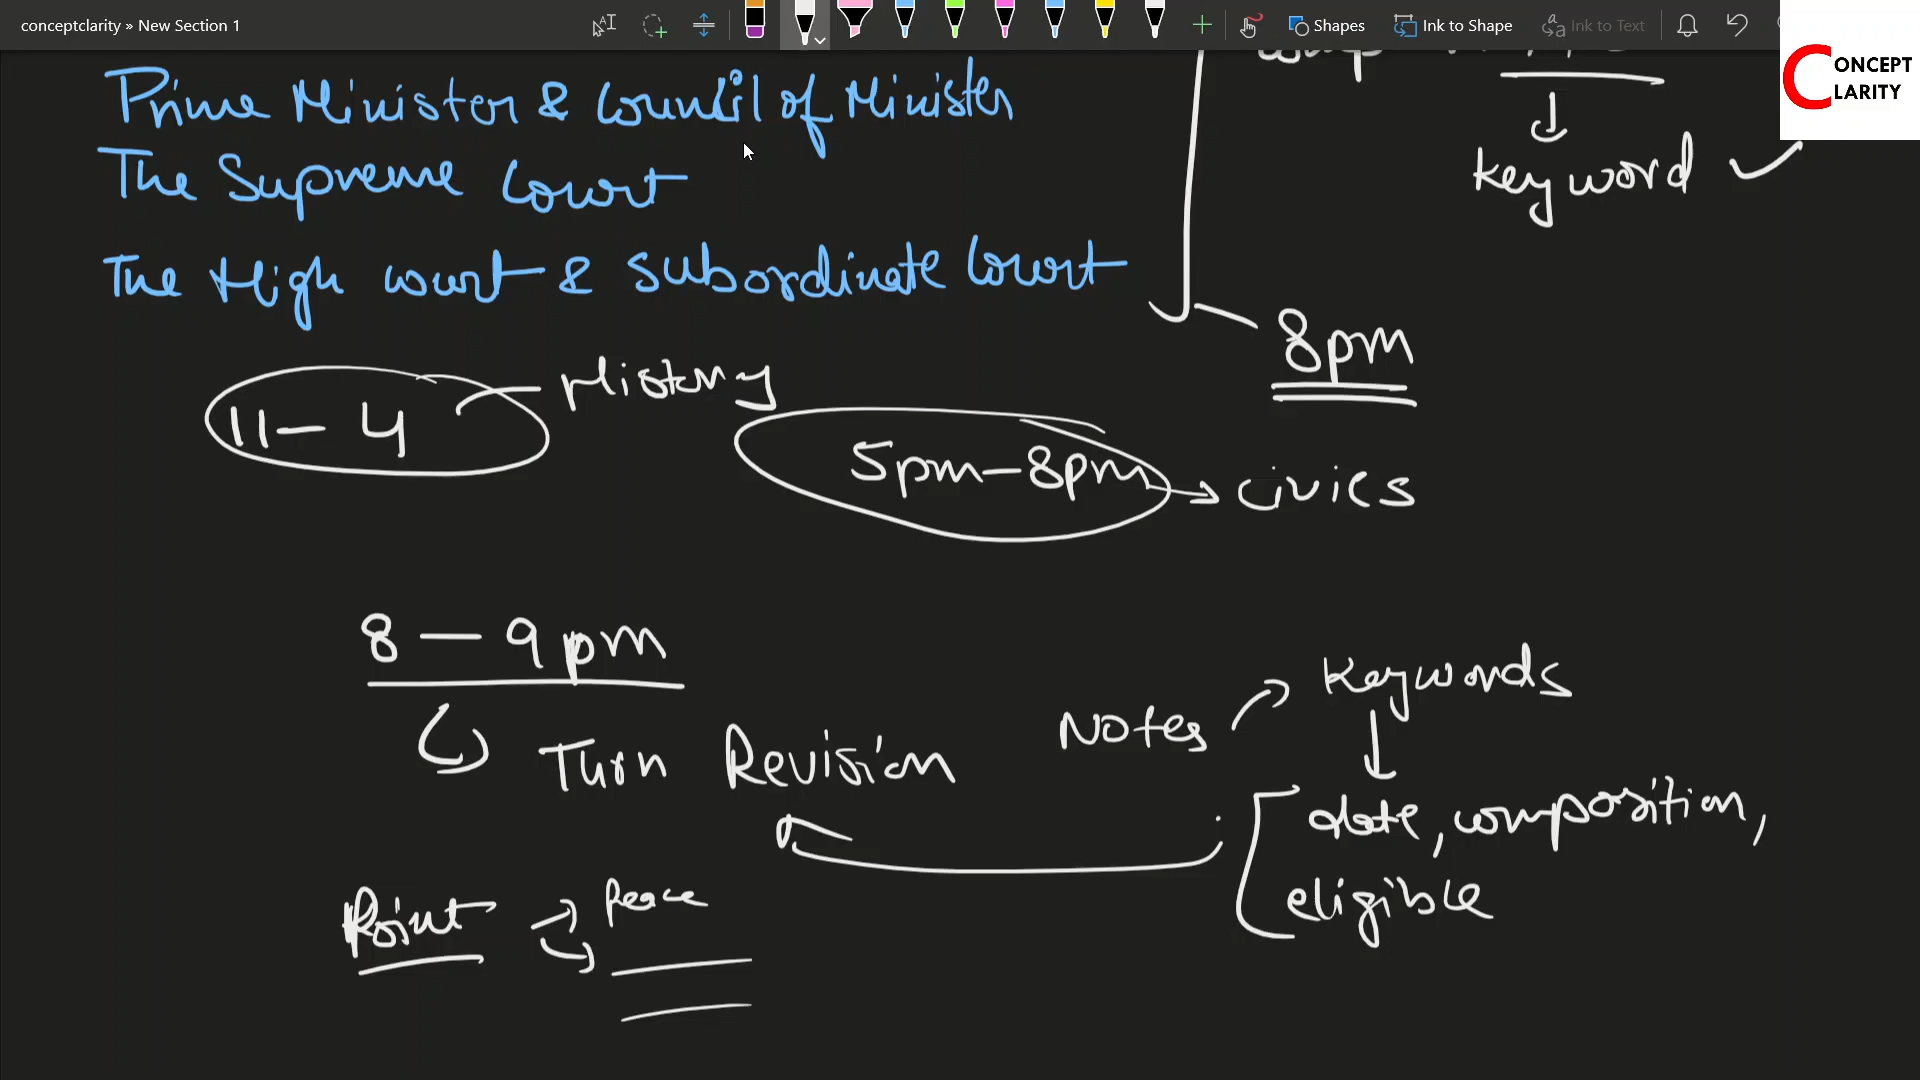 conceptclarity » New Section 1
Shapes
Ink to Shape
Ink to Text
CONCEPT
CLARITY
Prime Minister & Council of Minister
The Supreme Court
The High Court & Subordinate Court
keyword
8pm
11 - 4
History
5pm - 8pm → civics
8 - 9 pm
Turn Revision
Notes
Keywords
date, composition,
eligible
Point
Peace